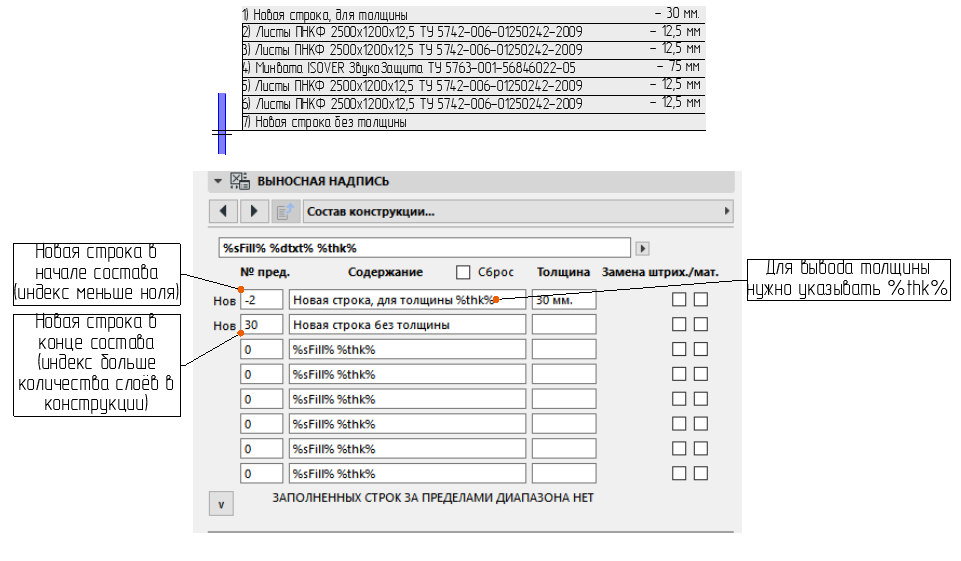 1) Новая строка, для толщины – 30 мм.
2) Листы ПНКФ 2500х1200х12,5 ТУ 5742-006-01250242-2009 – 12,5 мм
3) Листы ПНКФ 2500х1200х12,5 ТУ 5742-006-01250242-2009 – 12,5 мм
4) Минвата ISOVER ЗвукоЗащита ТУ 5763-001-56846022-05 – 75 мм
5) Листы ПНКФ 2500х1200х12,5 ТУ 5742-006-01250242-2009 – 12,5 мм
6) Листы ПНКФ 2500х1200х12,5 ТУ 5742-006-01250242-2009 – 12,5 мм
7) Новая строка без толщины
ВЫНОСНАЯ НАДПИСЬ
Состав конструкции...
%sFill% %dtxt% %thk%
№ пред. Содержание Сброс Толщина Замена штрих./мат.
Нов -2 Новая строка, для толщины %thk% 30 мм.
Нов 30 Новая строка без толщины
0 %sFill% %thk%
0 %sFill% %thk%
0 %sFill% %thk%
0 %sFill% %thk%
0 %sFill% %thk%
0 %sFill% %thk%
v ЗАПОЛНЕННЫХ СТРОК ЗА ПРЕДЕЛАМИ ДИАПАЗОНА НЕТ
Новая строка в
начале состава
(индекс меньше ноля)
Новая строка в
конце состава
(индекс больше
количества слоёв в
конструкции)
Для вывода толщины
нужно указывать %thk%